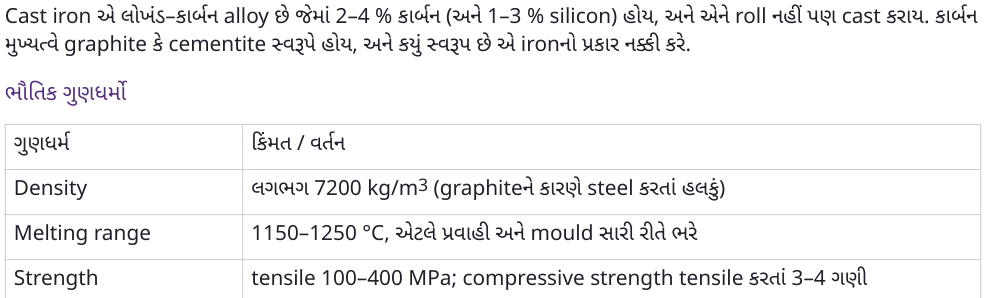 Cast iron એ લોખંડ–કાર્બન alloy છે જેમાં 2–4 % કાર્બન (અને 1–3 % silicon) હોય, અને એને roll નહીં પણ cast કરાય. કાર્બન
મુખ્યત્વે graphite કે cementite સ્વરૂપે હોય, અને કયું સ્વરૂપ છે એ ironનો પ્રકાર નક્કી કરે.
ભૌતિક ગુણધર્મો
ગુણધર્મ કિંમત / વર્તન
Density લગભગ 7200 kg/m³ (graphiteને કારણે steel કરતાં હલકું)
Melting range 1150–1250 °C, એટલે પ્રવાહી અને mould સારી રીતે ભરે
Strength tensile 100–400 MPa; compressive strength tensile કરતાં 3–4 ગણી